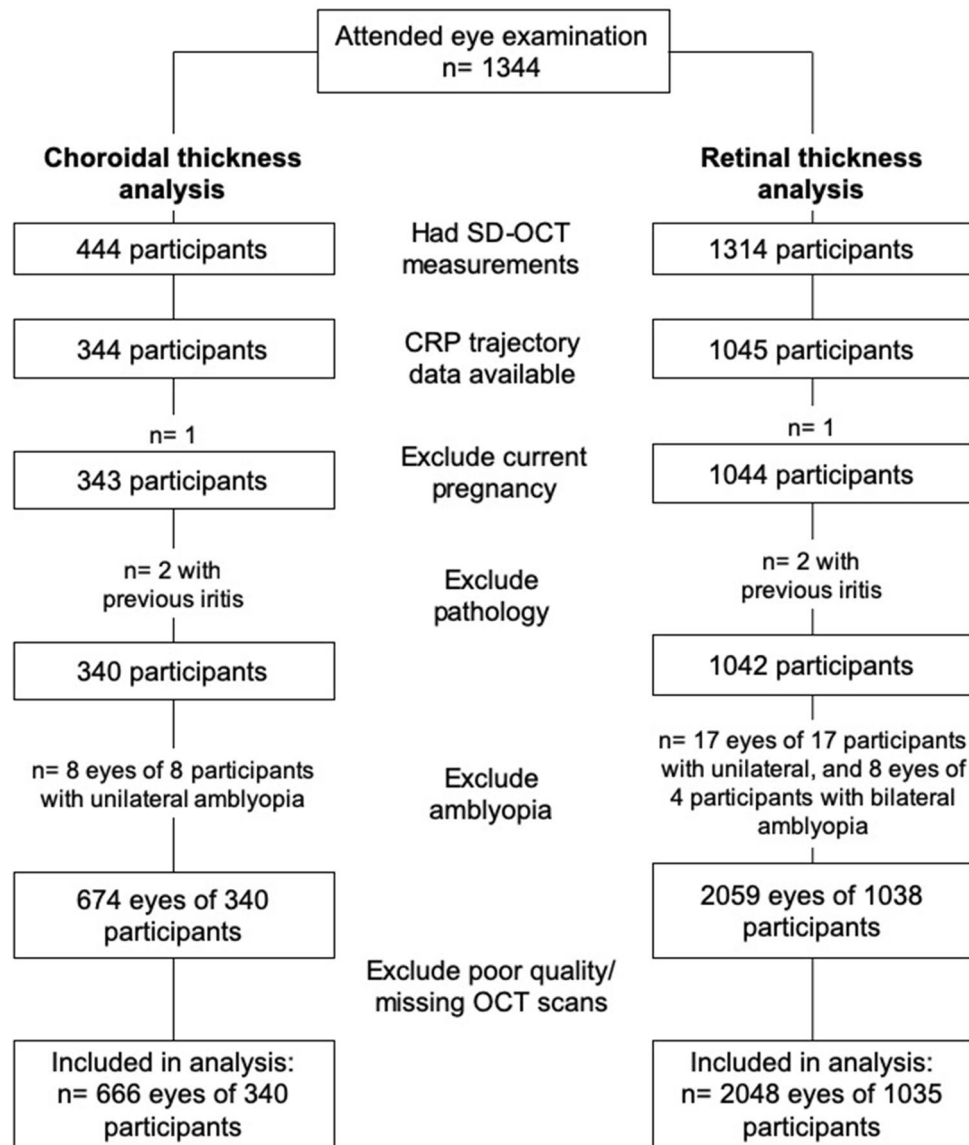 Attended eye examination
n= 1344
Choroidal thickness
analysis
Retinal thickness
analysis
444 participants
Had SD-OCT
measurements
1314 participants
344 participants
CRP trajectory
data available
1045 participants
n= 1
n= 1
343 participants
Exclude current
pregnancy
1044 participants
n= 2 with
previous iritis
Exclude
pathology
n= 2 with
previous iritis
340 participants
1042 participants
n= 8 eyes of 8 participants
with unilateral amblyopia
Exclude
amblyopia
n= 17 eyes of 17 participants
with unilateral, and 8 eyes of
4 participants with bilateral
amblyopia
674 eyes of 340
participants
2059 eyes of 1038
participants
Exclude poor quality/
missing OCT scans
Included in analysis:
n= 666 eyes of 340
participants
Included in analysis:
n= 2048 eyes of 1035
participants